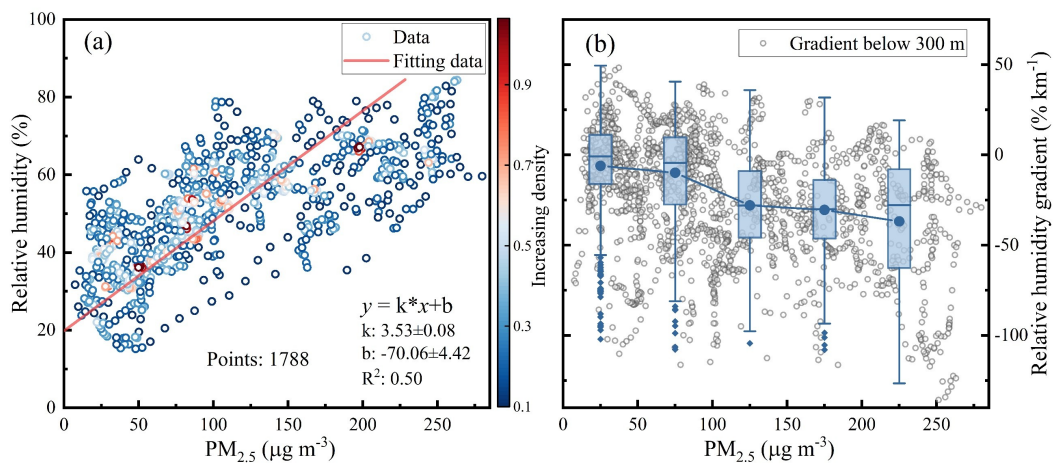 (a)
Data
Fitting data
Relative humidity (%)
100
80
60
40
20
0
0 50 100 150 200 250
PM2.5 (μg m-3)
Points: 1788
y = k*x+b
k: 3.53±0.08
b: -70.06±4.42
R2: 0.50
0.9
0.7
0.5
0.3
0.1
Increasing density
(b)
Gradient below 300 m
50
0
-50
-100
Relative humidity gradient (% km-1)
0 50 100 150 200 250
PM2.5 (μg m-3)